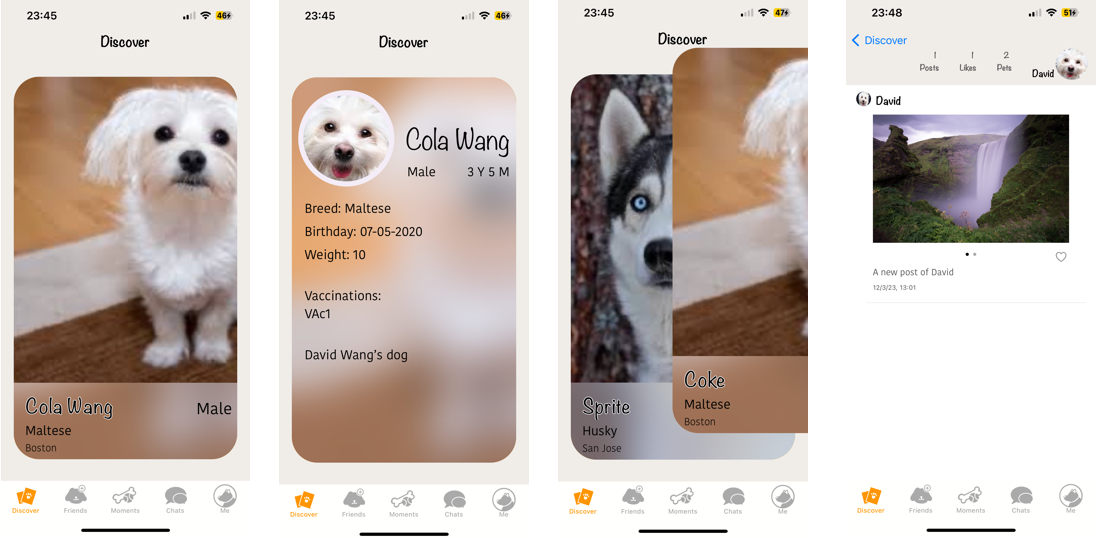 23:45
46
Discover
Cola Wang
Male
Maltese
Boston
Discover
Friends
Moments
Chats
Me
23:45
46
Discover
Cola Wang
Male 3 Y 5 M
Breed: Maltese
Birthday: 07-05-2020
Weight: 10
Vaccinations:
VAc1
David Wang's dog
Discover
Friends
Moments
Chats
Me
23:45
47
Discover
Sprite
Husky
San Jose
Coke
Maltese
Boston
Discover
Friends
Moments
Chats
Me
23:48
51
Discover
1 1 2
Posts Likes Pets
David
David
A new post of David
12/3/23, 13:01
Discover
Friends
Moments
Chats
Me